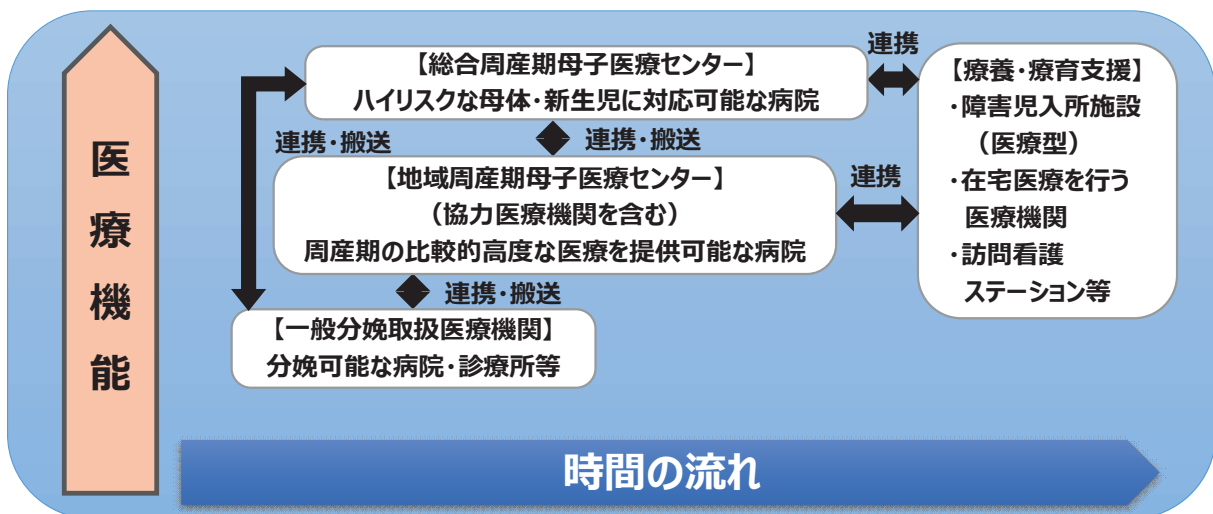 医療機能
【総合周産期母子医療センター】
ハイリスクな母体・新生児に対応可能な病院
連携・搬送
連携・搬送
【地域周産期母子医療センター】
（協力医療機関を含む）
周産期の比較的高度な医療を提供可能な病院
連携・搬送
【一般分娩取扱医療機関】
分娩可能な病院・診療所等
連携
連携
【療養・療育支援】
・障害児入所施設
（医療型）
・在宅医療を行う
医療機関
・訪問看護
ステーション等
時間の流れ